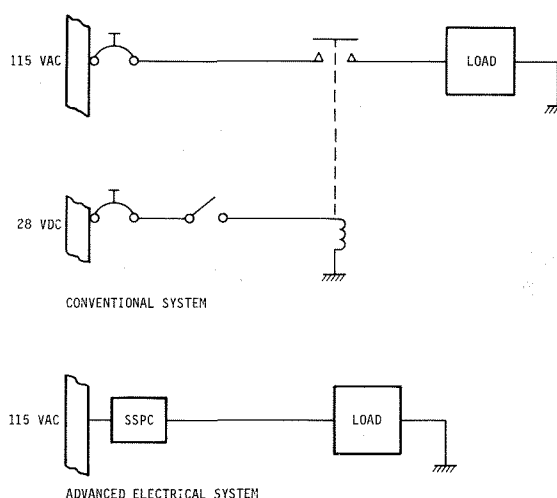 115 VAC
LOAD
28 VDC
CONVENTIONAL SYSTEM
115 VAC
SSPC
LOAD
ADVANCED ELECTRICAL SYSTEM